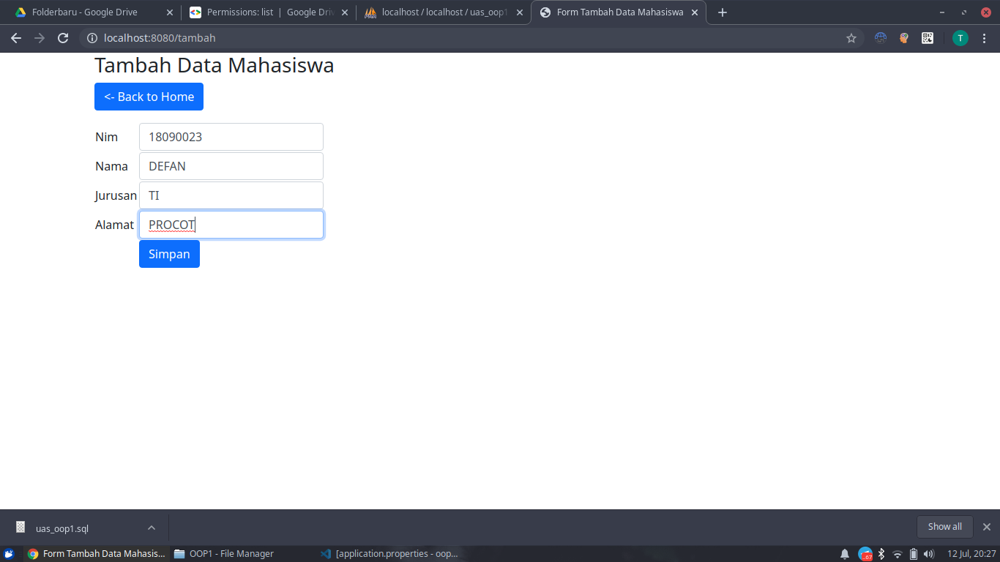 Folderbaru - Google Drive
Permissions: list | Google Driv
localhost / localhost / uas_oop1
Form Tambah Data Mahasiswa
localhost:8080/tambah
T
Tambah Data Mahasiswa
<- Back to Home
Nim 18090023
Nama DEFAN
Jurusan TI
Alamat PROCOT
Simpan
uas_oop1.sql
Show all
Form Tambah Data Mahasis...
OOP1 - File Manager
[application.properties - oop...
12 Jul, 20:27